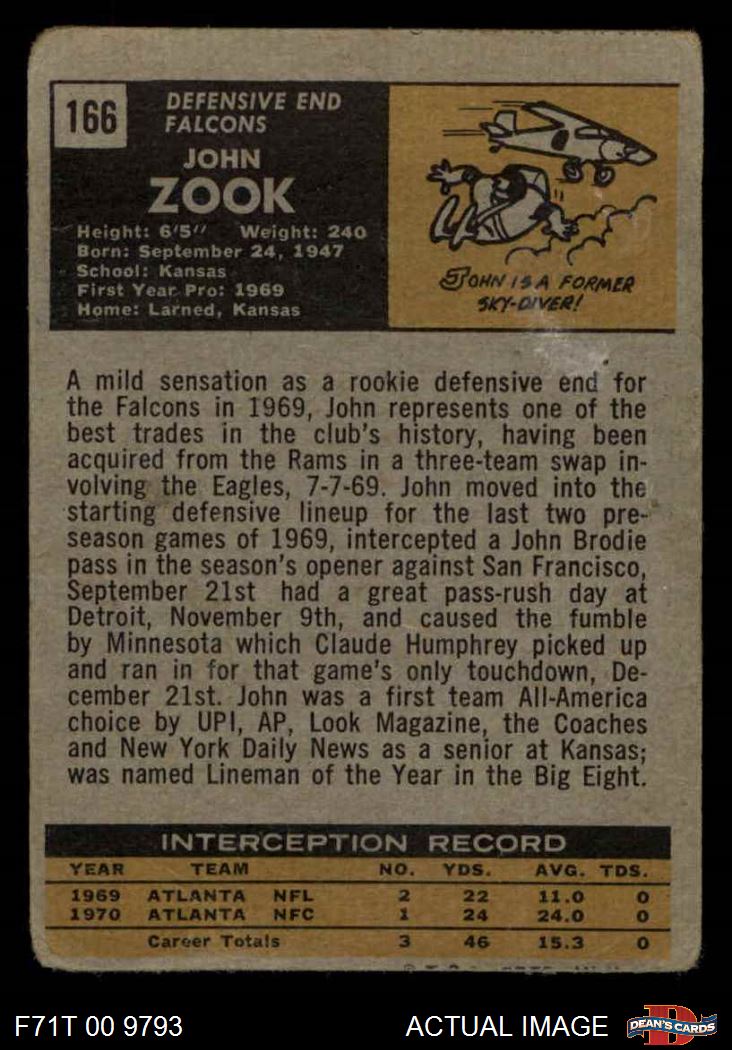 166
DEFENSIVE END
FALCONS
JOHN
ZOOK
Height: 6'5" Weight: 240
Born: September 24, 1947
School: Kansas
First Year Pro: 1969
Home: Larned, Kansas
JOHN IS A FORMER
SKY-DIVER!
A mild sensation as a rookie defensive end for
the Falcons in 1969, John represents one of the
best trades in the club's history, having been
acquired from the Rams in a three-team swap in-
volving the Eagles, 7-7-69. John moved into the
starting defensive lineup for the last two pre-
season games of 1969, intercepted a John Brodie
pass in the season's opener against San Francisco,
September 21st had a great pass-rush day at
Detroit, November 9th, and caused the fumble
by Minnesota which Claude Humphrey picked up
and ran in for that game's only touchdown, De-
cember 21st. John was a first team All-America
choice by UPI, AP, Look Magazine, the Coaches
and New York Daily News as a senior at Kansas;
was named Lineman of the Year in the Big Eight.
INTERCEPTION RECORD
YEAR TEAM NO. YDS. AVG. TDS.
1969 ATLANTA NFL 2 22 11.0 0
1970 ATLANTA NFC 1 24 24.0 0
Career Totals 3 46 15.3 0
F71T 00 9793 ACTUAL IMAGE
D
DEAN'S CARDS